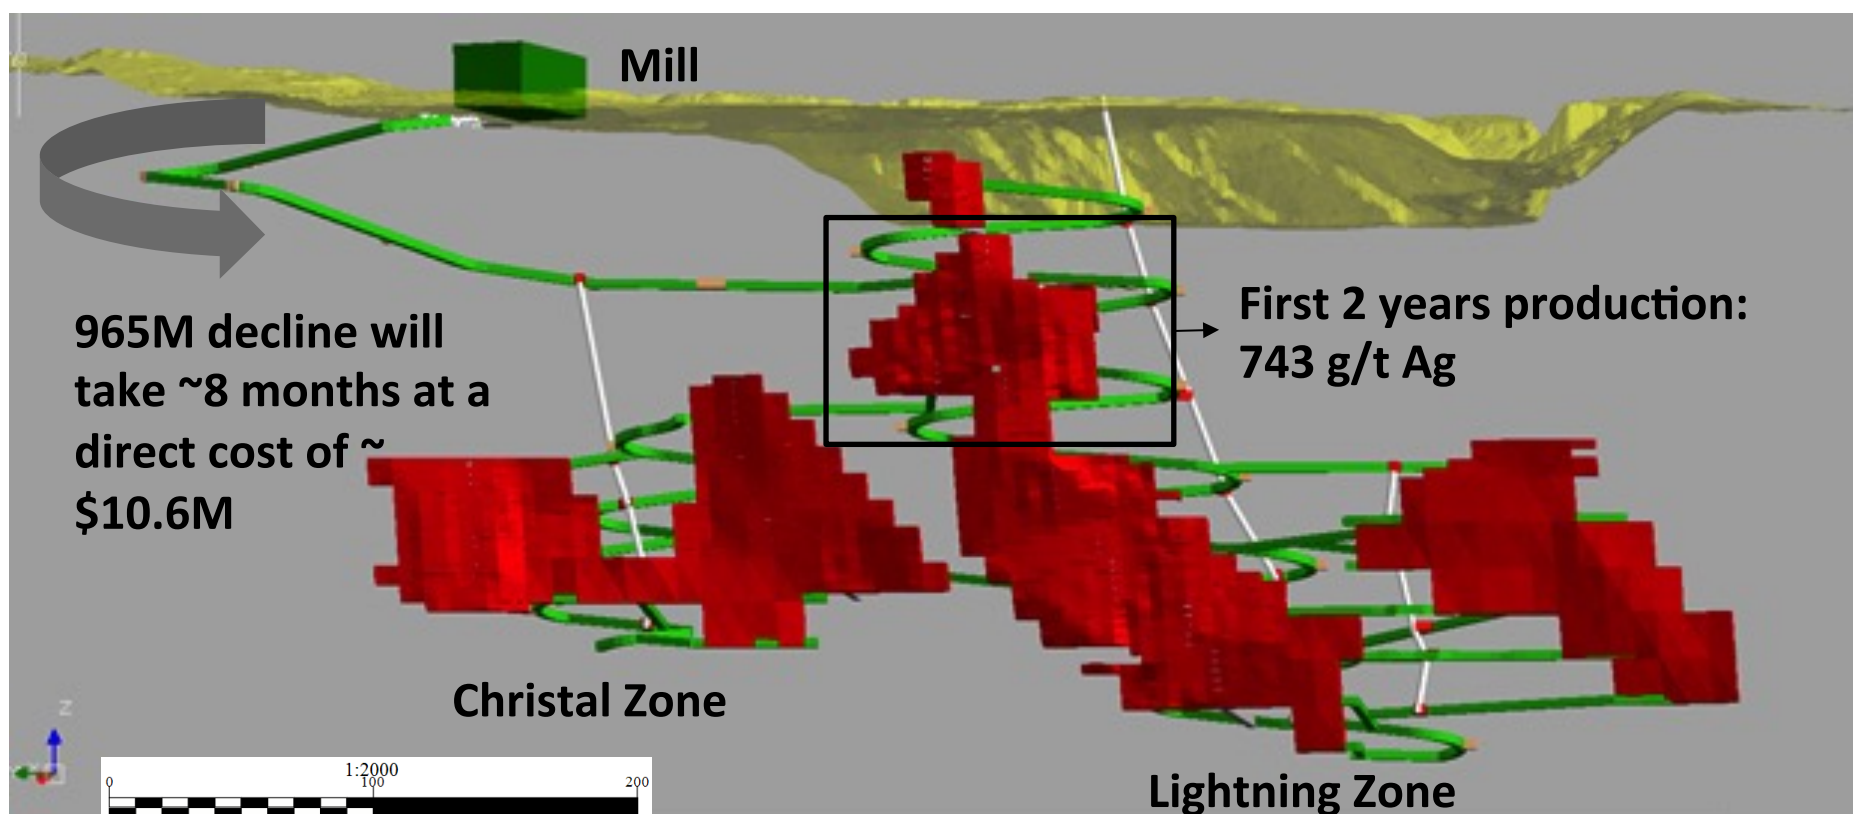 Mill
965M decline will
take ~8 months at a
direct cost of ~
$10.6M
First 2 years production:
743 g/t Ag
Christal Zone
Lightning Zone
Z
1:2000
0 100 200